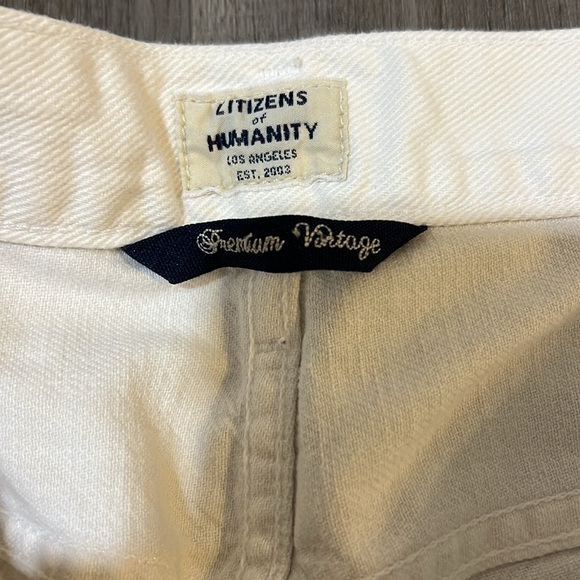 CITIZENS
of
HUMANITY
LOS ANGELES
EST. 2003
Premium Vintage